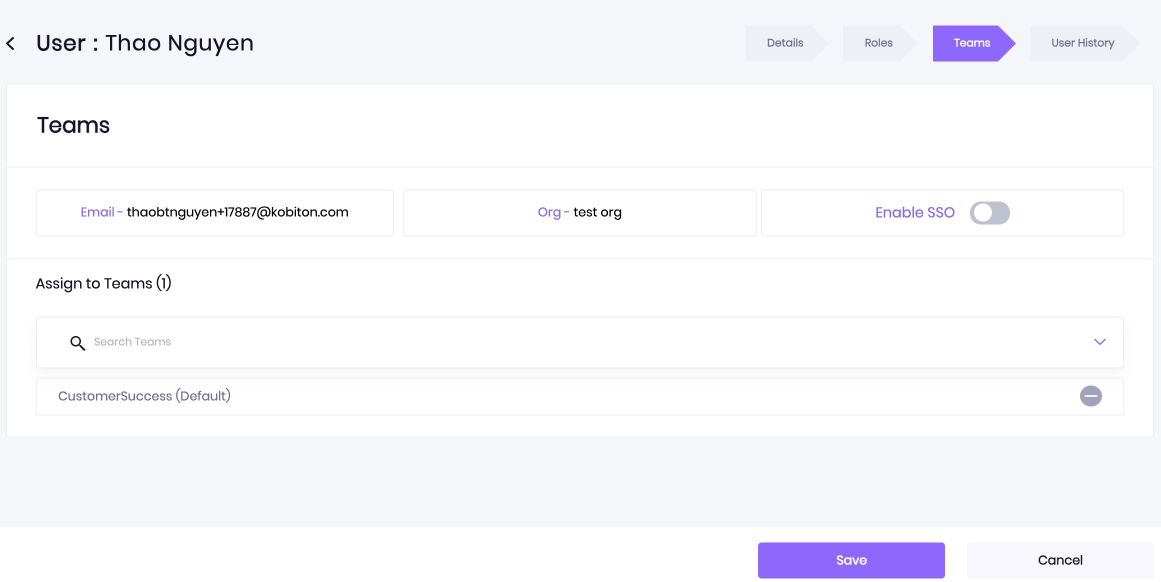 User : Thao Nguyen
Details
Roles
Teams
User History
Teams
Email - thaobtnguyen+17887@kobiton.com
Org - test org
Enable SSO
Assign to Teams (1)
Search Teams
CustomerSuccess (Default)
Save
Cancel